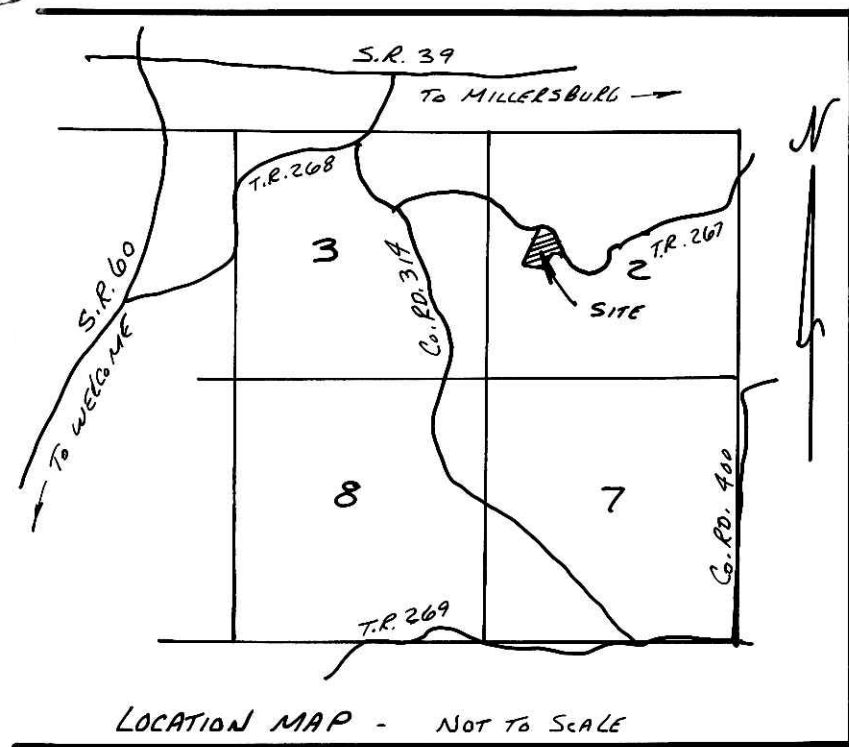 S.R. 39
TO MILLERSBURG
N
T.R. 268
3
S.R. 60
Co. RD. 314
T.R. 267
2
SITE
TO WELCOME
8
7
Co. RD. 400
T.R. 269
LOCATION MAP - NOT TO SCALE